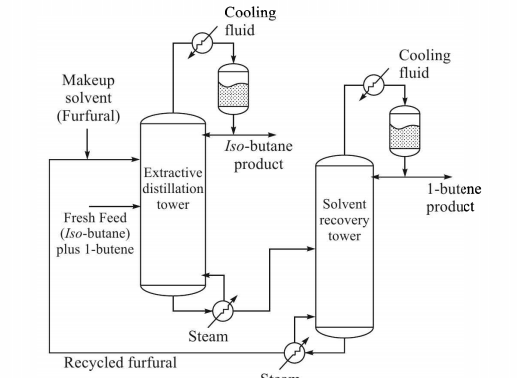 Cooling
fluid
Makeup
solvent
(Furfural)
Iso-butane
product
Extractive
distillation
tower
Fresh Feed
(Iso-butane)
plus 1-butene
Steam
Cooling
fluid
1-butene
product
Solvent
recovery
tower
Recycled furfural
Steam